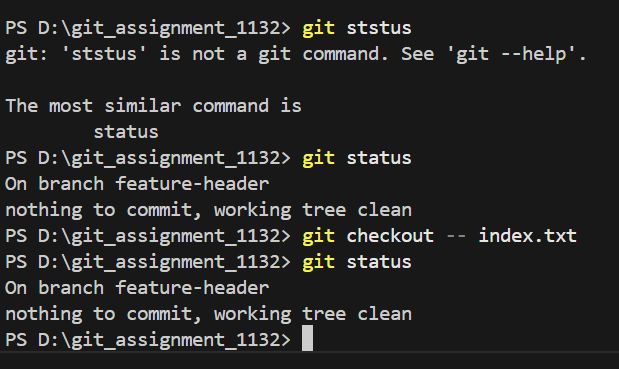 PS D:\git_assignment_1132> git ststus
git: 'ststus' is not a git command. See 'git --help'.
The most similar command is
status
PS D:\git_assignment_1132> git status
On branch feature-header
nothing to commit, working tree clean
PS D:\git_assignment_1132> git checkout -- index.txt
PS D:\git_assignment_1132> git status
On branch feature-header
nothing to commit, working tree clean
PS D:\git_assignment_1132>